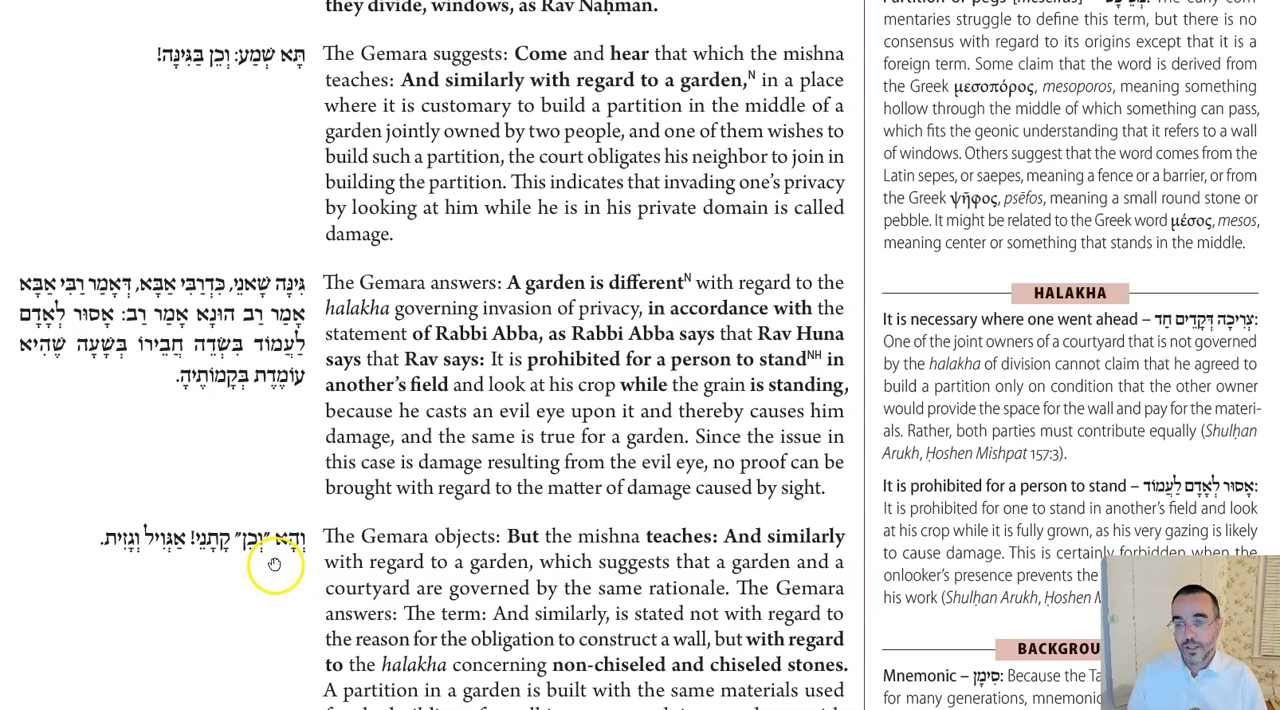 they divide, windows, as Rav Naḥman.
תָּא שְׁמַע: וְכֵן בַּגִּינָּה!
The Gemara suggests: Come and hear that which the mishna
teaches: And similarly with regard to a garden,ᴺ in a place
where it is customary to build a partition in the middle of a
garden jointly owned by two people, and one of them wishes to
build such a partition, the court obligates his neighbor to join in
building the partition. This indicates that invading one's privacy
by looking at him while he is in his private domain is called
damage.
גִּינָּה שָׁאנֵי, כִּדְרַבִּי אַבָּא, דְּאָמַר רַבִּי אַבָּא
אָמַר רַב הוּנָא אָמַר רַב: אָסוּר לְאָדָם
לַעֲמוֹד בִּשְׂדֵה חֲבֵירוֹ בְּשָׁעָה שֶׁהִיא
עוֹמֶדֶת בְּקָמוֹתֶיהָ.
The Gemara answers: A garden is differentᴺ with regard to the
halakha governing invasion of privacy, in accordance with the
statement of Rabbi Abba, as Rabbi Abba says that Rav Huna
says that Rav says: It is prohibited for a person to standᴺᴴ in
another's field and look at his crop while the grain is standing,
because he casts an evil eye upon it and thereby causes him
damage, and the same is true for a garden. Since the issue in
this case is damage resulting from the evil eye, no proof can be
brought with regard to the matter of damage caused by sight.
וְהָא ״וְכֵן״ קָתָנֵי! אַגְּוִיל וְגָזִית.
The Gemara objects: But the mishna teaches: And similarly
with regard to a garden, which suggests that a garden and a
courtyard are governed by the same rationale. The Gemara
answers: The term: And similarly, is stated not with regard to
the reason for the obligation to construct a wall, but with regard
to the halakha concerning non-chiseled and chiseled stones.
A partition in a garden is built with the same materials used
mentaries struggle to define this term, but there is no
consensus with regard to its origins except that it is a
foreign term. Some claim that the word is derived from
the Greek μεσοπόρος, mesoporos, meaning something
hollow through the middle of which something can pass,
which fits the geonic understanding that it refers to a wall
of windows. Others suggest that the word comes from the
Latin sepes, or saepes, meaning a fence or a barrier, or from
the Greek ψῆφος, psēfos, meaning a small round stone or
pebble. It might be related to the Greek word μέσος, mesos,
meaning center or something that stands in the middle.
HALAKHA
It is necessary where one went ahead – צְרִיכָה דְּקָדֵים חַד:
One of the joint owners of a courtyard that is not governed
by the halakha of division cannot claim that he agreed to
build a partition only on condition that the other owner
would provide the space for the wall and pay for the materi-
als. Rather, both parties must contribute equally (Shulḥan
Arukh, Ḥoshen Mishpat 157:3).
It is prohibited for a person to stand – אָסוּר לְאָדָם לַעֲמוֹד:
It is prohibited for one to stand in another's field and look
at his crop while it is fully grown, as his very gazing is likely
to cause damage. This is certainly forbidden when the
onlooker's presence prevents the
his work (Shulḥan Arukh, Ḥoshen
BACKGROU
Mnemonic – סִימָן: Because the Ta
for many generations, mnemonic